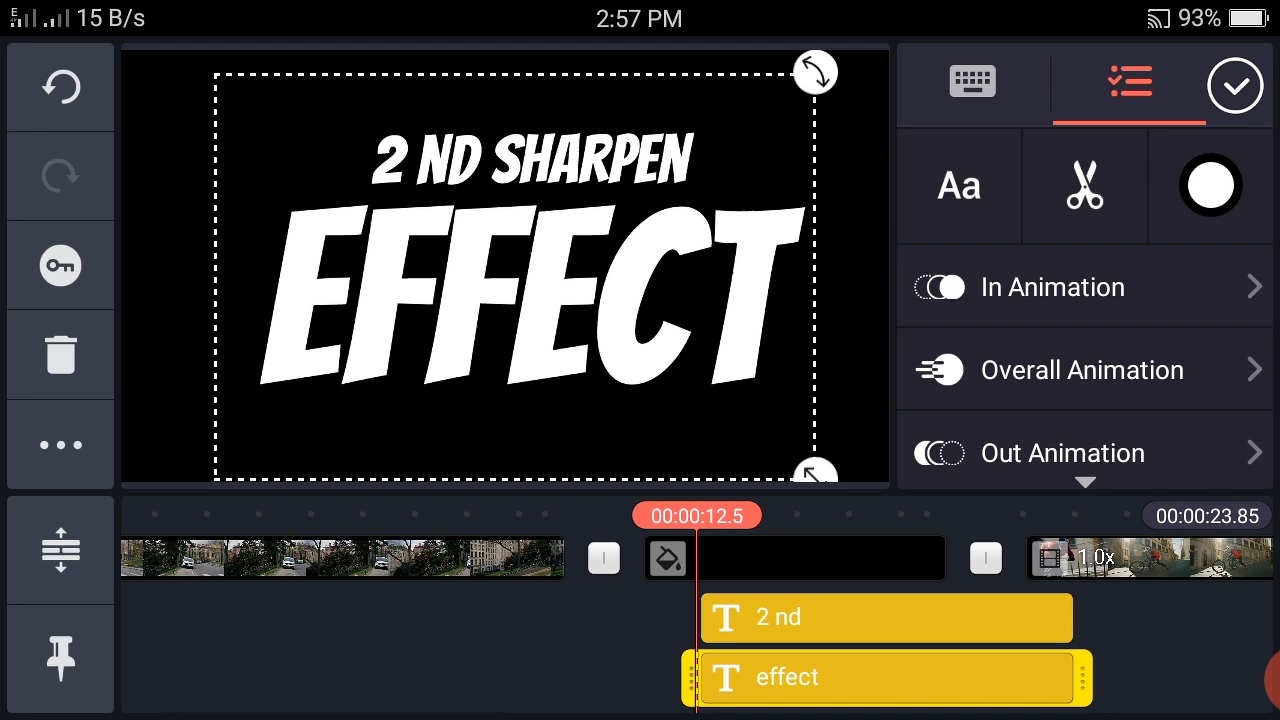 E 15 B/s 2:57 PM 93%
2 ND SHARPEN
EFFECT
Aa
In Animation
Overall Animation
Out Animation
00:00:12.5 00:00:23.85
1.0x
T 2 nd
T effect